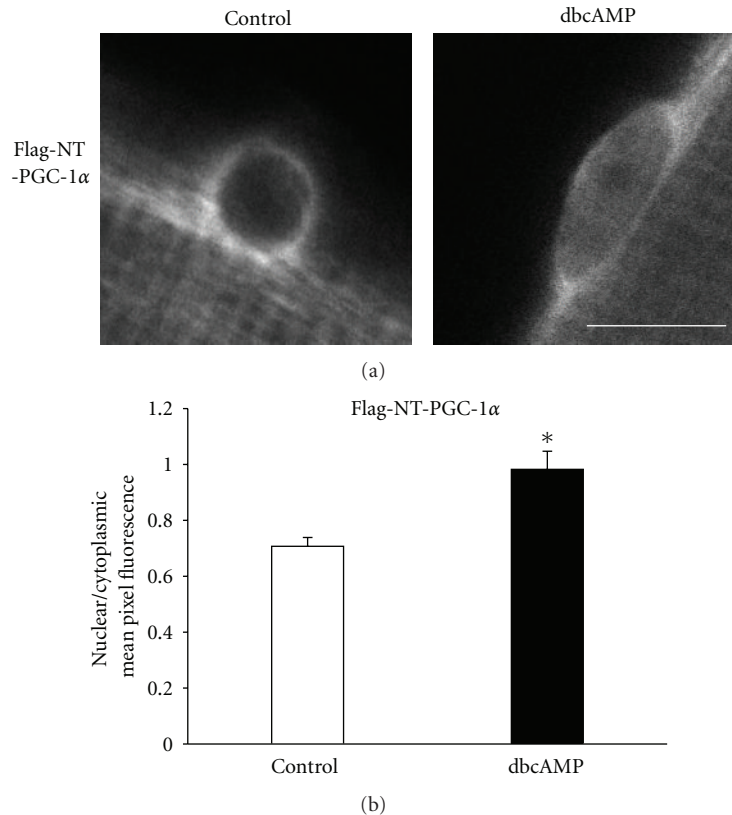 Control
dbcAMP
Flag-NT
-PGC-1α
(a)
Flag-NT-PGC-1α
*
1.2
1
0.8
0.6
0.4
0.2
0
Nuclear/cytoplasmic
mean pixel fluorescence
Control
dbcAMP
(b)